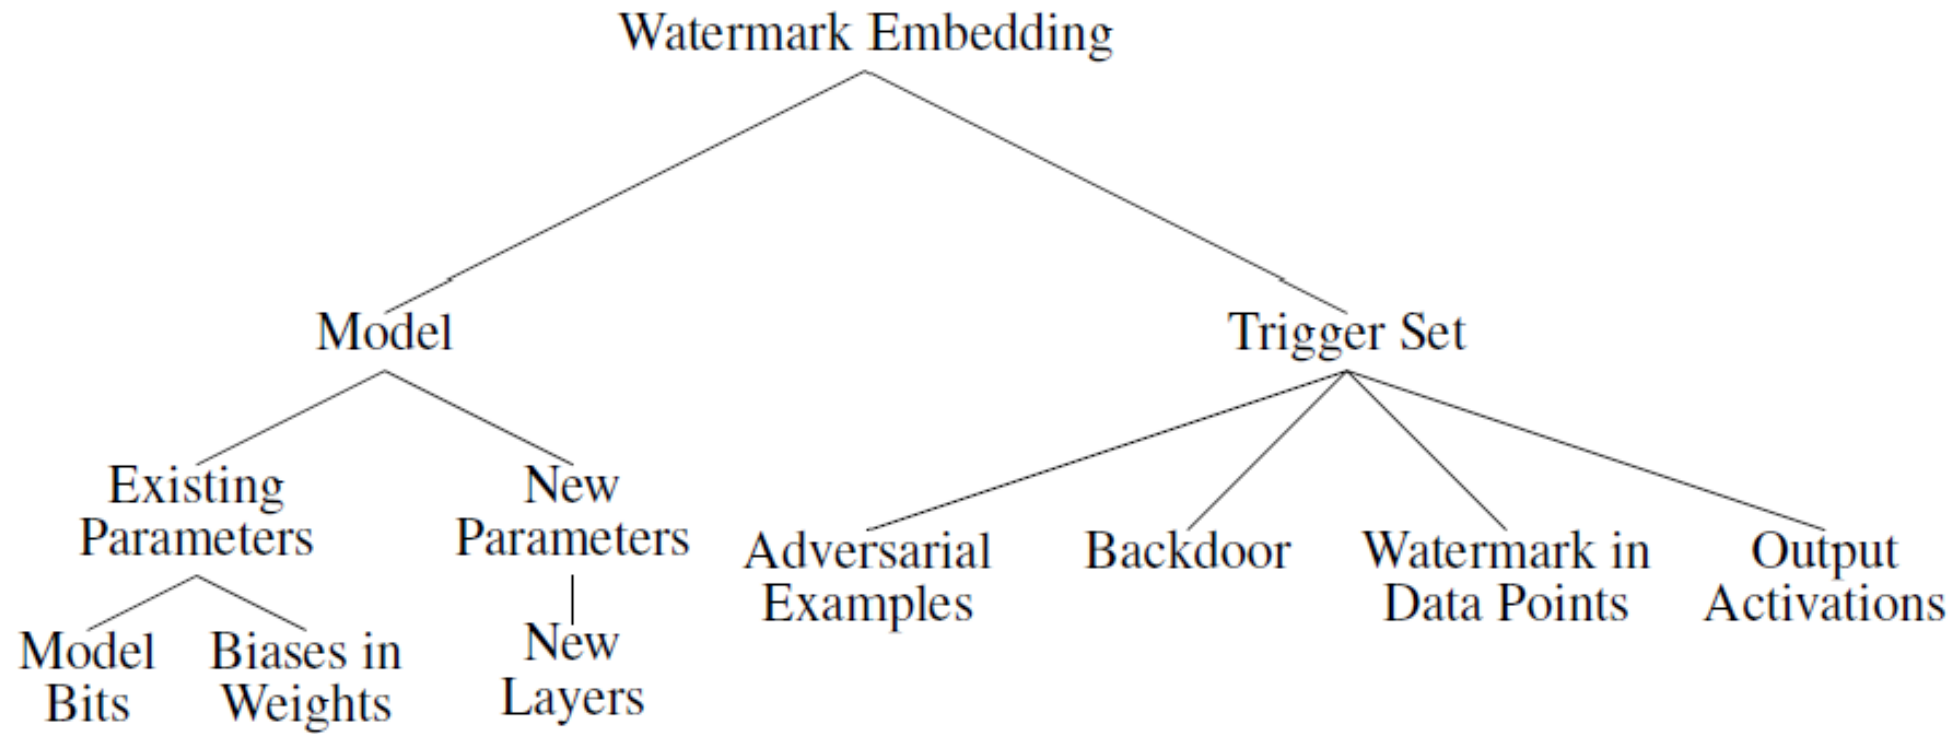 Watermark Embedding
Model
Trigger Set
Existing
Parameters
New
Parameters
Adversarial
Examples
Backdoor
Watermark in
Data Points
Output
Activations
Model
Bits
Biases in
Weights
New
Layers